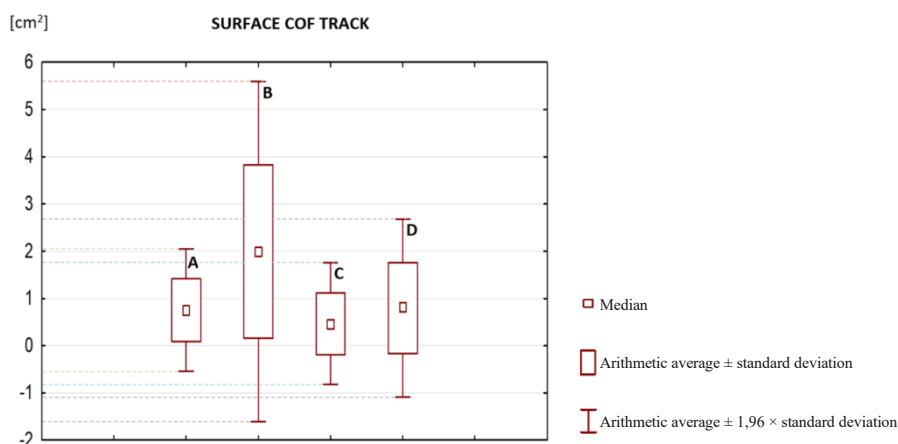 [cm²]
SURFACE COF TRACK
6
5
4
3
2
1
0
-1
-2
A
B
C
D
Median
Arithmetic average ± standard deviation
Arithmetic average ± 1,96 × standard deviation